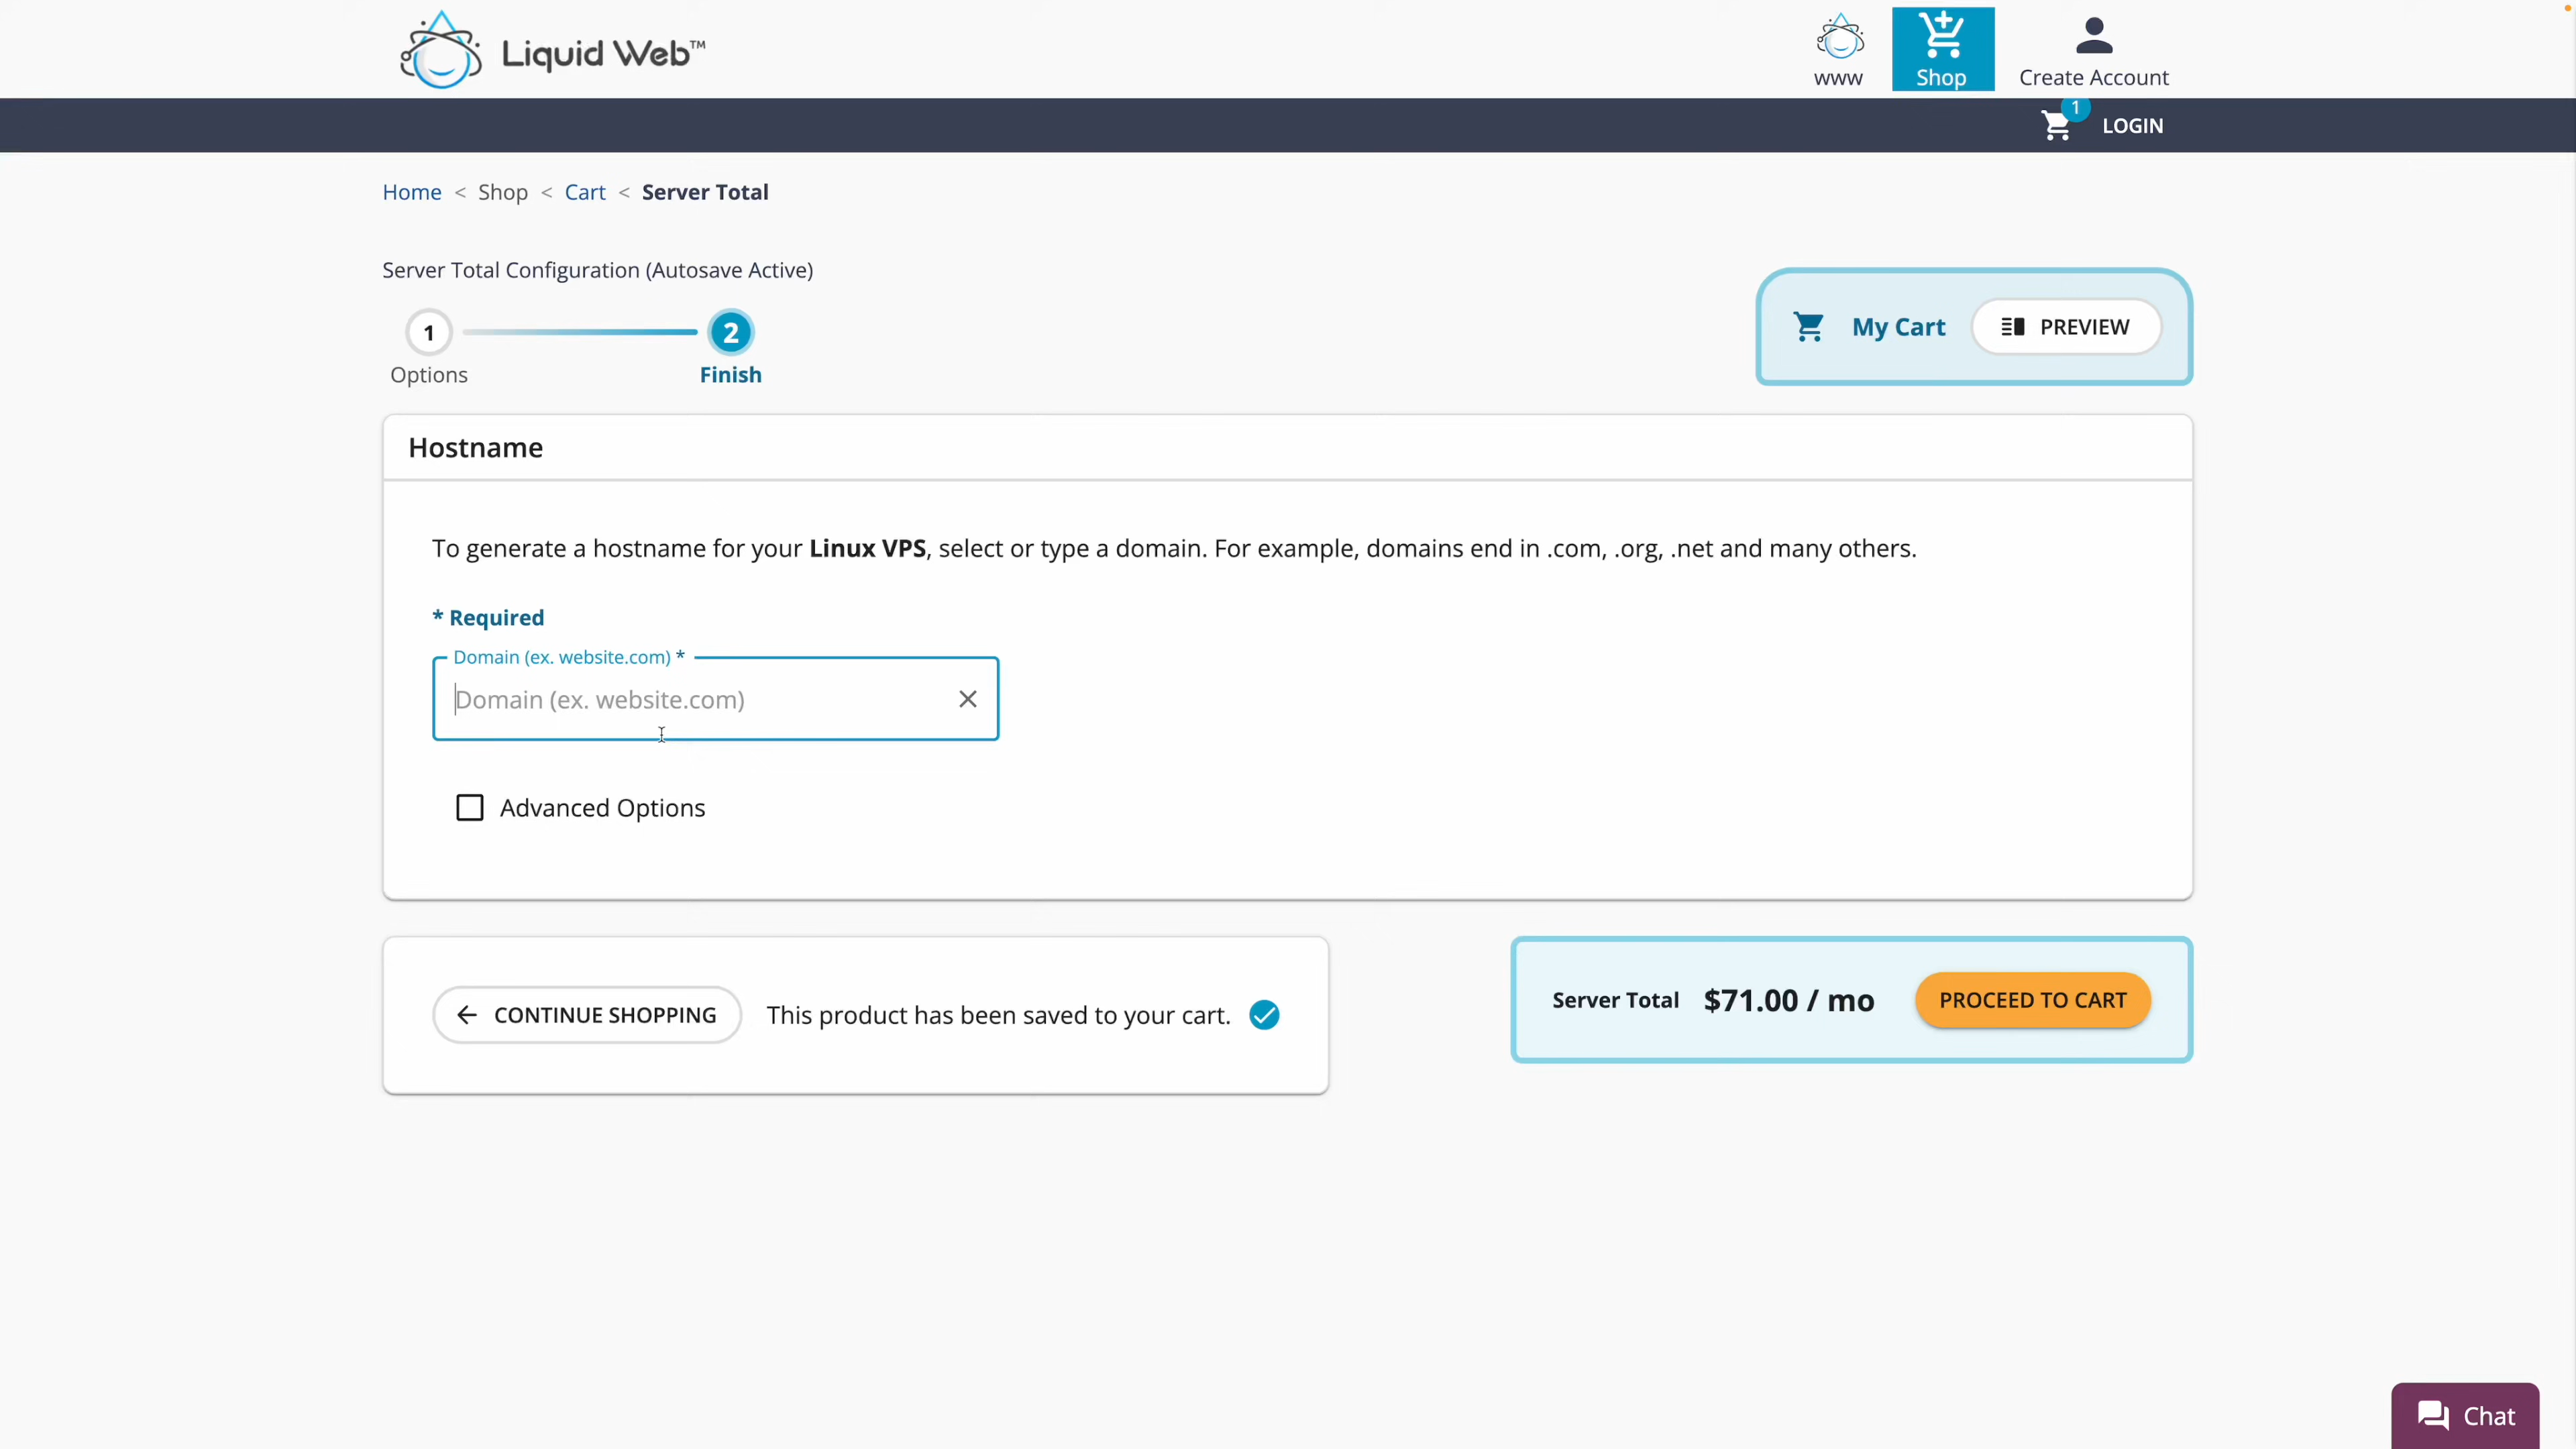 Liquid Web™
www
Shop
Create Account
1
LOGIN
Home < Shop < Cart < Server Total
Server Total Configuration (Autosave Active)
1
2
Options
Finish
My Cart
PREVIEW
Hostname
To generate a hostname for your Linux VPS, select or type a domain. For example, domains end in .com, .org, .net and many others.
* Required
Domain (ex. website.com) *
Domain (ex. website.com)
Advanced Options
CONTINUE SHOPPING
This product has been saved to your cart.
Server Total $71.00 / mo
PROCEED TO CART
Chat